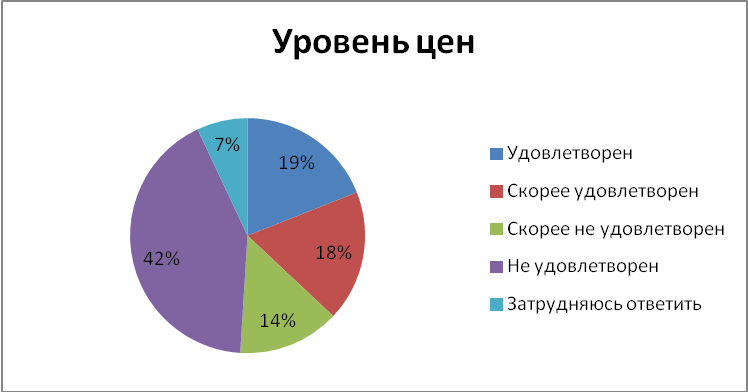 Уровень цен
7%
19%
18%
14%
42%
Удовлетворен
Скорее удовлетворен
Скорее не удовлетворен
Не удовлетворен
Затрудняюсь ответить